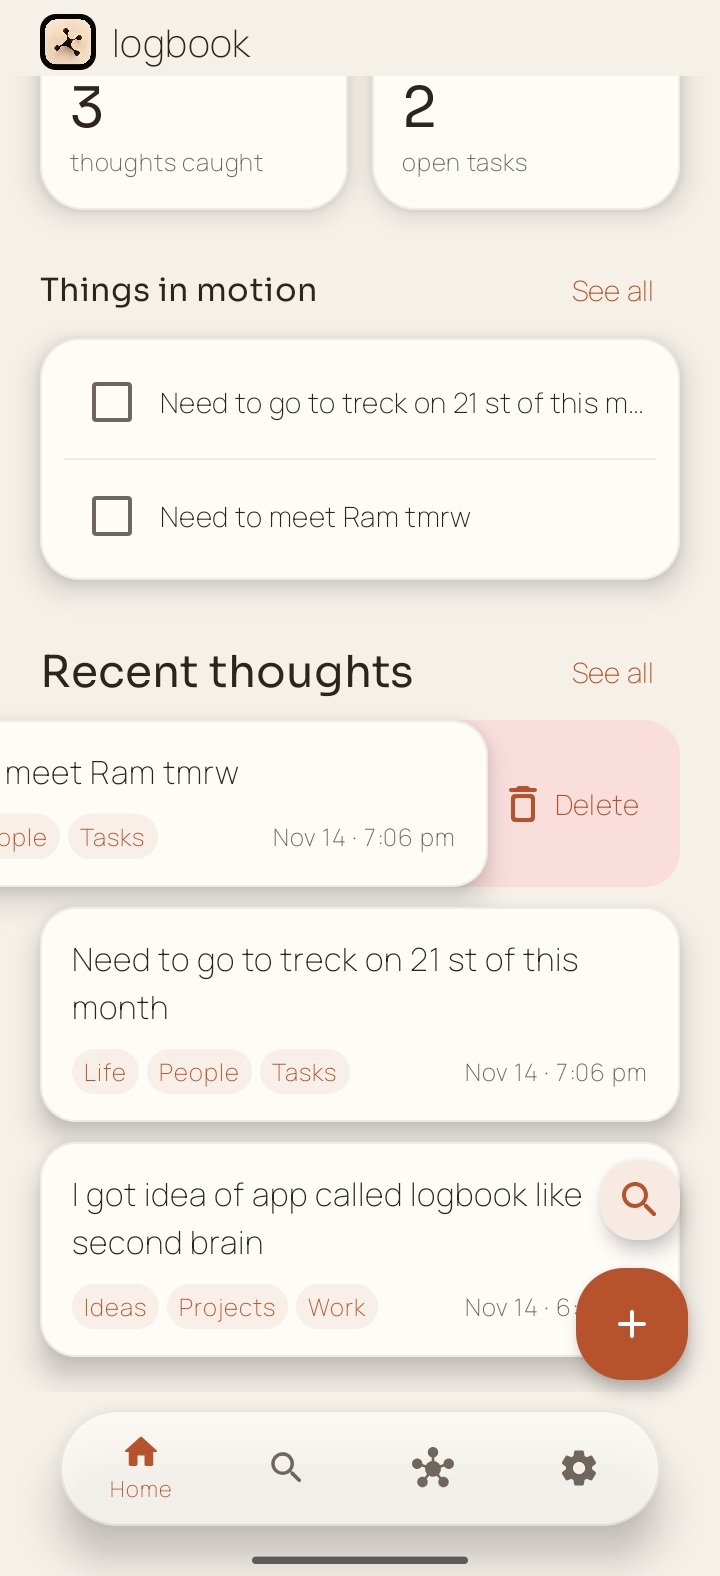 logbook
3
thoughts caught
2
open tasks
Things in motion
See all
Need to go to treck on 21 st of this m...
Need to meet Ram tmrw
Recent thoughts
See all
meet Ram tmrw
ople
Tasks
Nov 14 · 7:06 pm
Delete
Need to go to treck on 21 st of this
month
Life
People
Tasks
Nov 14 · 7:06 pm
I got idea of app called logbook like
second brain
Ideas
Projects
Work
Nov 14 · 6:
Home